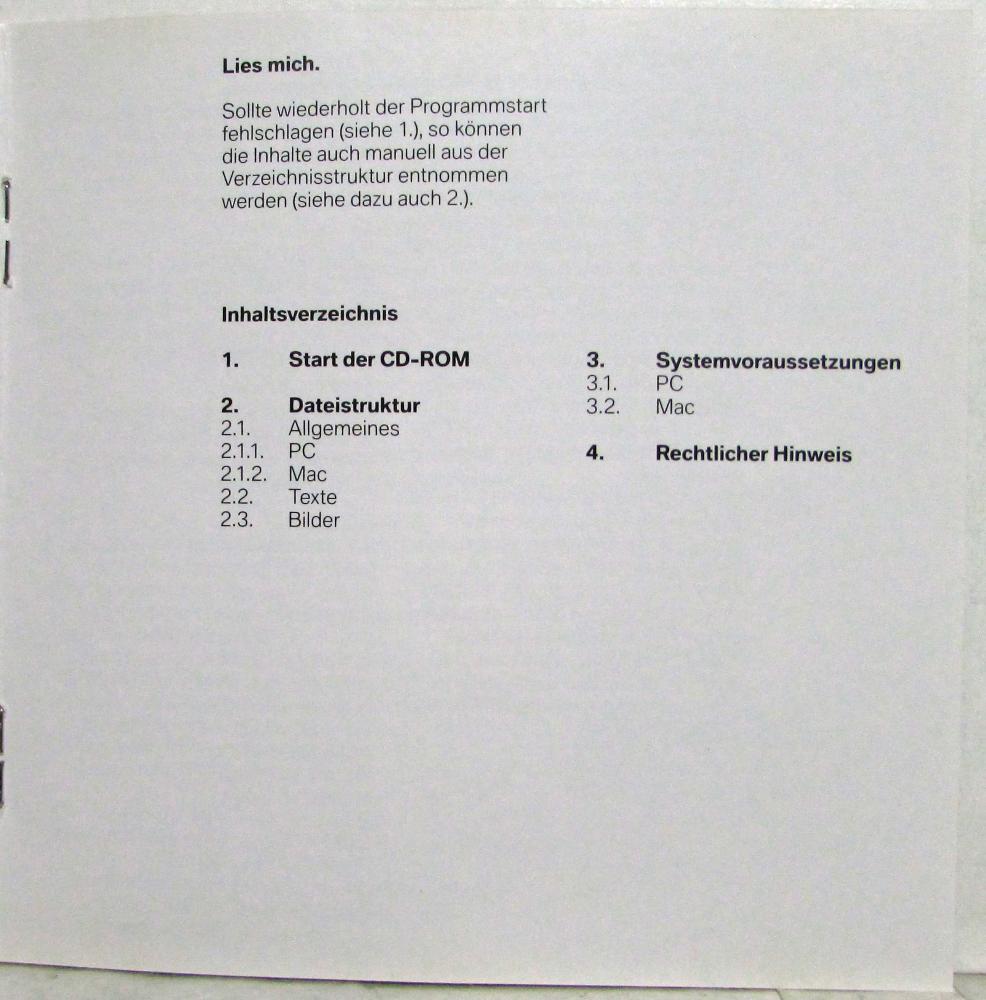 Lies mich.
Sollte wiederholt der Programmstart
fehlschlagen (siehe 1.), so können
die Inhalte auch manuell aus der
Verzeichnisstruktur entnommen
werden (siehe dazu auch 2.).
Inhaltsverzeichnis
1. Start der CD-ROM
2. Dateistruktur
2.1. Allgemeines
2.1.1. PC
2.1.2. Mac
2.2. Texte
2.3. Bilder
3. Systemvoraussetzungen
3.1. PC
3.2. Mac
4. Rechtlicher Hinweis